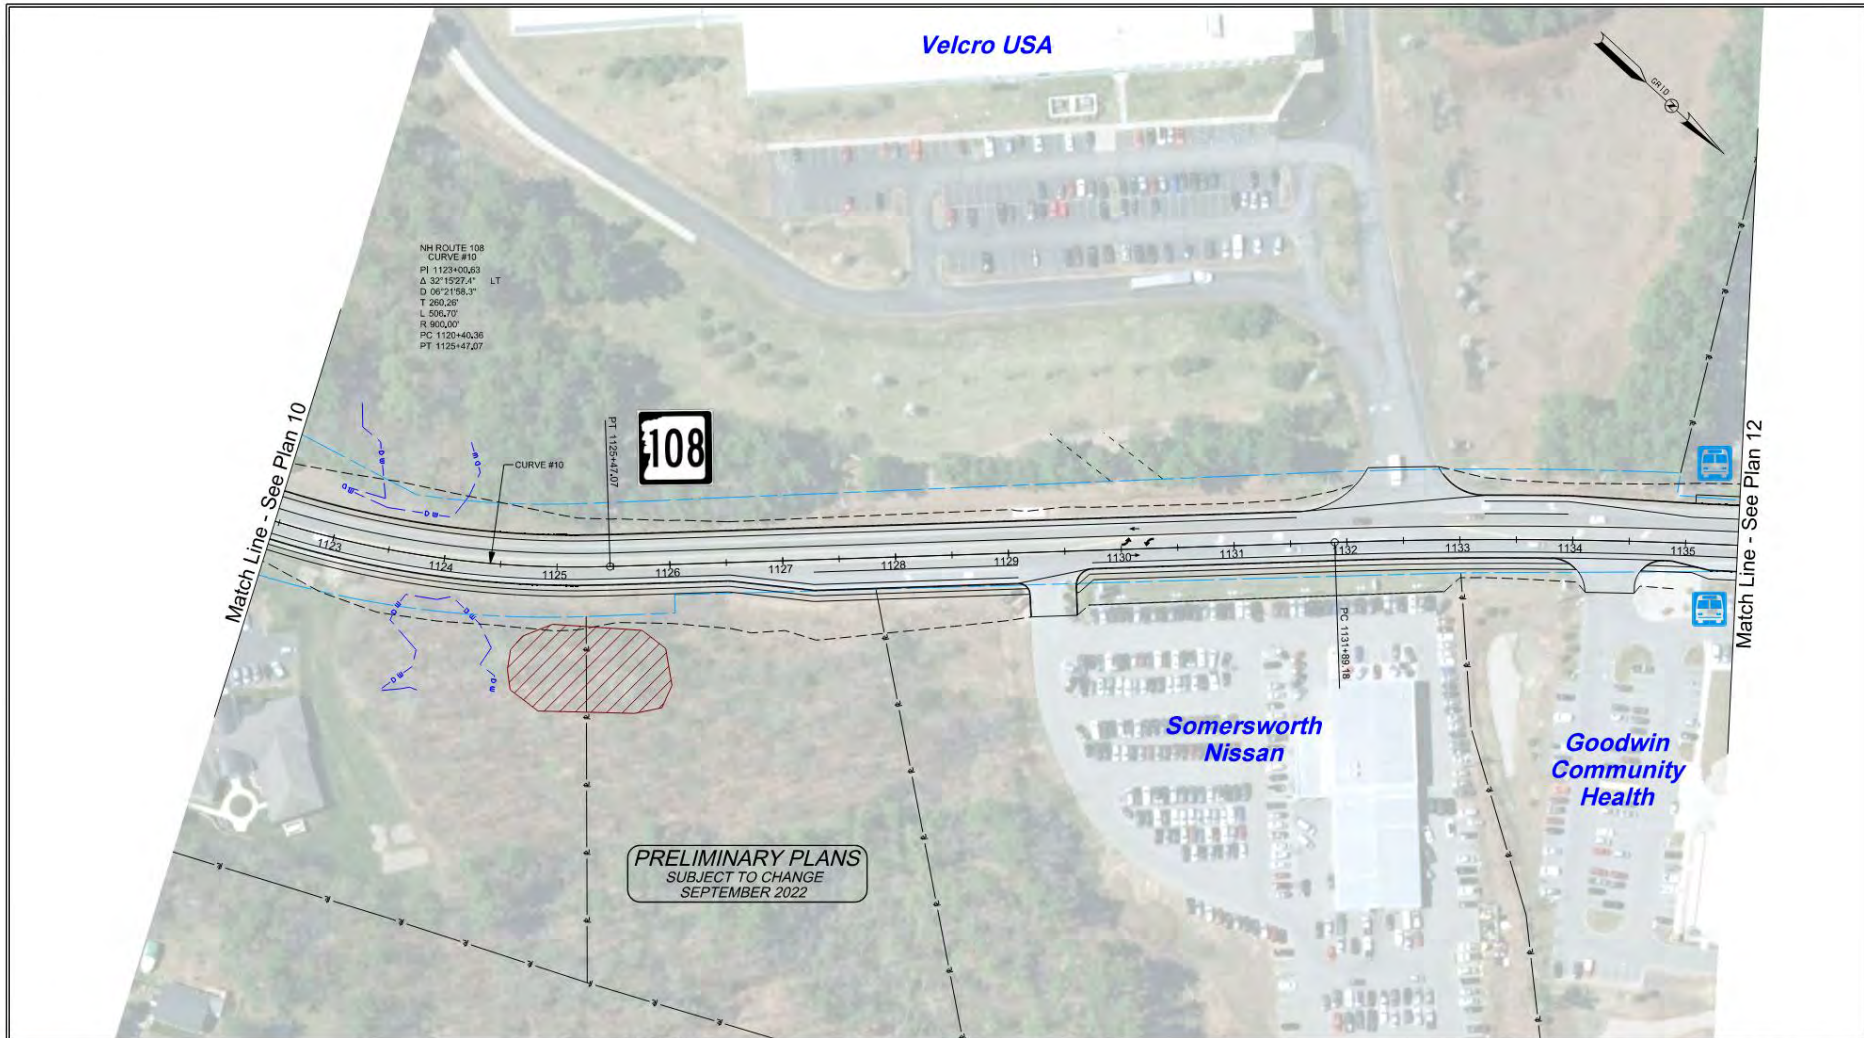 Velcro USA
GRID
N
NH ROUTE 108
CURVE #10
PI 1123+00.63
Δ 32°15'27.4" LT
D 06°21'58.3"
T 260.26'
L 506.70'
R 900.00'
PC 1120+40.36
PT 1125+47.07
Match Line - See Plan 10
CURVE #10
PT 1125+47.07
108
Match Line - See Plan 12
1123
1124
1125
1126
1127
1128
1129
1130
1131
1132
1133
1134
1135
PC 1131+89.18
Somersworth
Nissan
Goodwin
Community
Health
PRELIMINARY PLANS
SUBJECT TO CHANGE
SEPTEMBER 2022